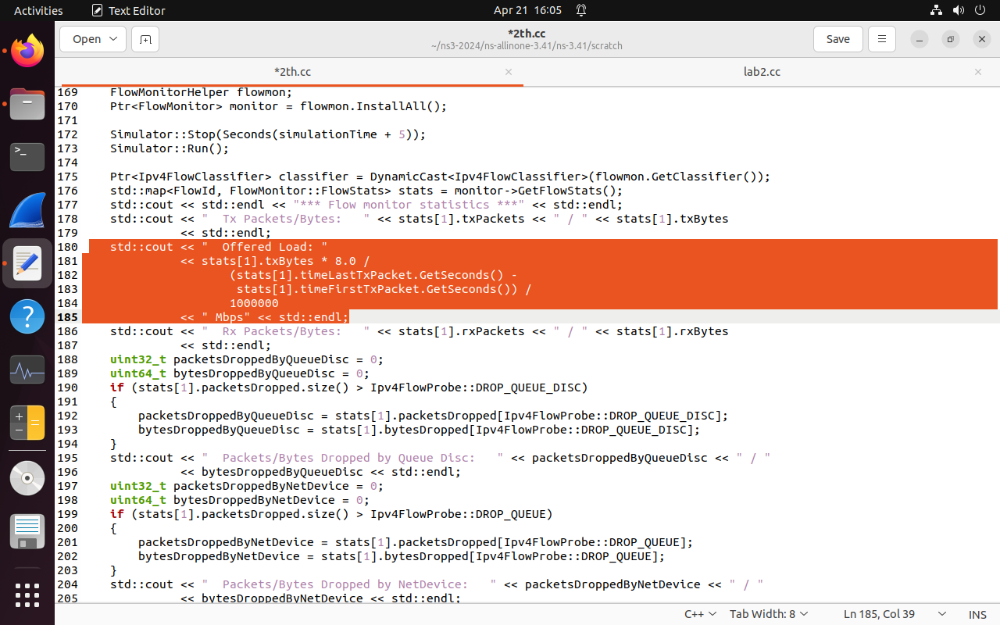 Activities
Text Editor
Apr 21 16:05
Open
*2th.cc
~/ns3-2024/ns-allinone-3.41/ns-3.41/scratch
Save
*2th.cc
lab2.cc
169     FlowMonitorHelper flowmon;
170     Ptr<FlowMonitor> monitor = flowmon.InstallAll();
171
172     Simulator::Stop(Seconds(simulationTime + 5));
173     Simulator::Run();
174
175     Ptr<Ipv4FlowClassifier> classifier = DynamicCast<Ipv4FlowClassifier>(flowmon.GetClassifier());
176     std::map<FlowId, FlowMonitor::FlowStats> stats = monitor->GetFlowStats();
177     std::cout << std::endl << "*** Flow monitor statistics ***" << std::endl;
178     std::cout << "  Tx Packets/Bytes:   " << stats[1].txPackets << " / " << stats[1].txBytes
179               << std::endl;
180     std::cout << "  Offered Load: "
181               << stats[1].txBytes * 8.0 /
182                      (stats[1].timeLastTxPacket.GetSeconds() -
183                       stats[1].timeFirstTxPacket.GetSeconds()) /
184                      1000000
185               << " Mbps" << std::endl;
186     std::cout << "  Rx Packets/Bytes:   " << stats[1].rxPackets << " / " << stats[1].rxBytes
187               << std::endl;
188     uint32_t packetsDroppedByQueueDisc = 0;
189     uint64_t bytesDroppedByQueueDisc = 0;
190     if (stats[1].packetsDropped.size() > Ipv4FlowProbe::DROP_QUEUE_DISC)
191     {
192         packetsDroppedByQueueDisc = stats[1].packetsDropped[Ipv4FlowProbe::DROP_QUEUE_DISC];
193         bytesDroppedByQueueDisc = stats[1].bytesDropped[Ipv4FlowProbe::DROP_QUEUE_DISC];
194     }
195     std::cout << "  Packets/Bytes Dropped by Queue Disc:   " << packetsDroppedByQueueDisc << " / "
196               << bytesDroppedByQueueDisc << std::endl;
197     uint32_t packetsDroppedByNetDevice = 0;
198     uint64_t bytesDroppedByNetDevice = 0;
199     if (stats[1].packetsDropped.size() > Ipv4FlowProbe::DROP_QUEUE)
200     {
201         packetsDroppedByNetDevice = stats[1].packetsDropped[Ipv4FlowProbe::DROP_QUEUE];
202         bytesDroppedByNetDevice = stats[1].bytesDropped[Ipv4FlowProbe::DROP_QUEUE];
203     }
204     std::cout << "  Packets/Bytes Dropped by NetDevice:   " << packetsDroppedByNetDevice << " / "
205               << bytesDroppedByNetDevice << std::endl;
C++
Tab Width: 8
Ln 185, Col 39
INS